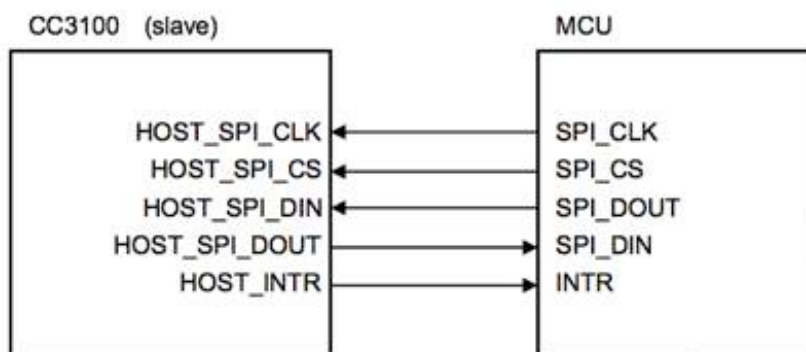 CC3100 (slave) MCU
HOST_SPI_CLK SPI_CLK
HOST_SPI_CS SPI_CS
HOST_SPI_DIN SPI_DOUT
HOST_SPI_DOUT SPI_DIN
HOST_INTR INTR